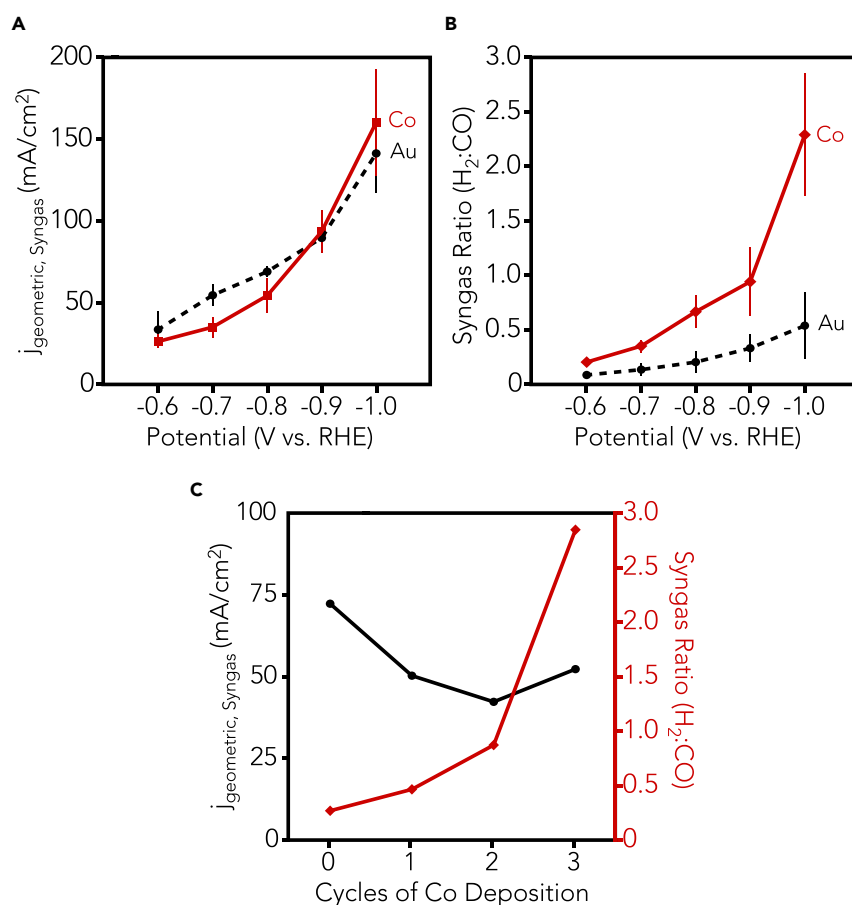 A
j geometric, Syngas (mA/cm²)
200
150
100
50
0
Co
Au
-0.6 -0.7 -0.8 -0.9 -1.0
Potential (V vs. RHE)
B
Syngas Ratio (H₂:CO)
3.0
2.5
2.0
1.5
1.0
0.5
0
Co
Au
-0.6 -0.7 -0.8 -0.9 -1.0
Potential (V vs. RHE)
C
j geometric, Syngas (mA/cm²)
100
75
50
25
0
3.0
2.5
2.0
1.5
1.0
0.5
0
Syngas Ratio (H₂:CO)
0 1 2 3
Cycles of Co Deposition